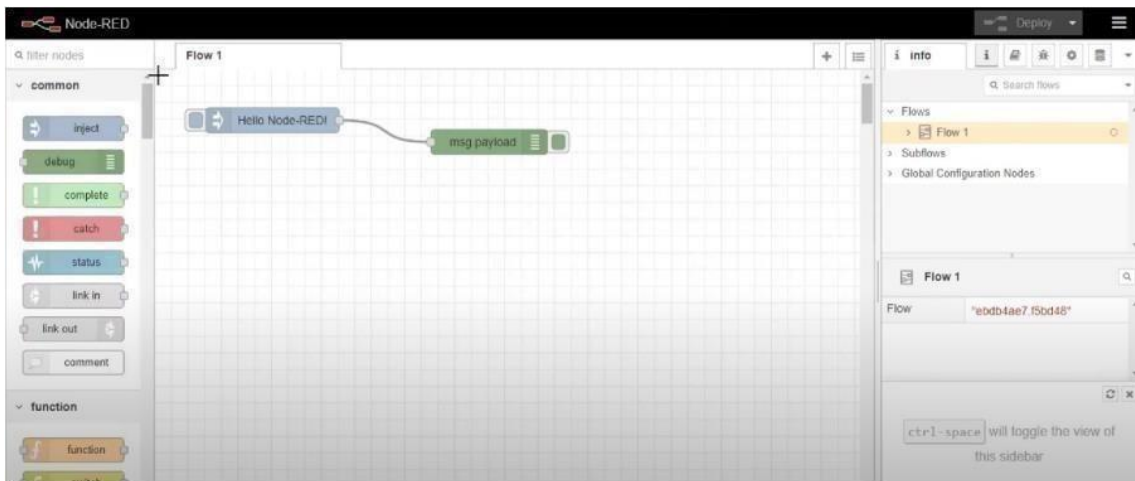 Node-RED
Deploy
filter nodes
Flow 1
info
i
Search flows
common
inject
debug
complete
catch
status
link in
link out
comment
function
function
Hello Node-RED!
msg.payload
Flows
Flow 1
Subflows
Global Configuration Nodes
Flow 1
Flow "ebdb4ae7.f5bd48"
ctrl-space will toggle the view of
this sidebar